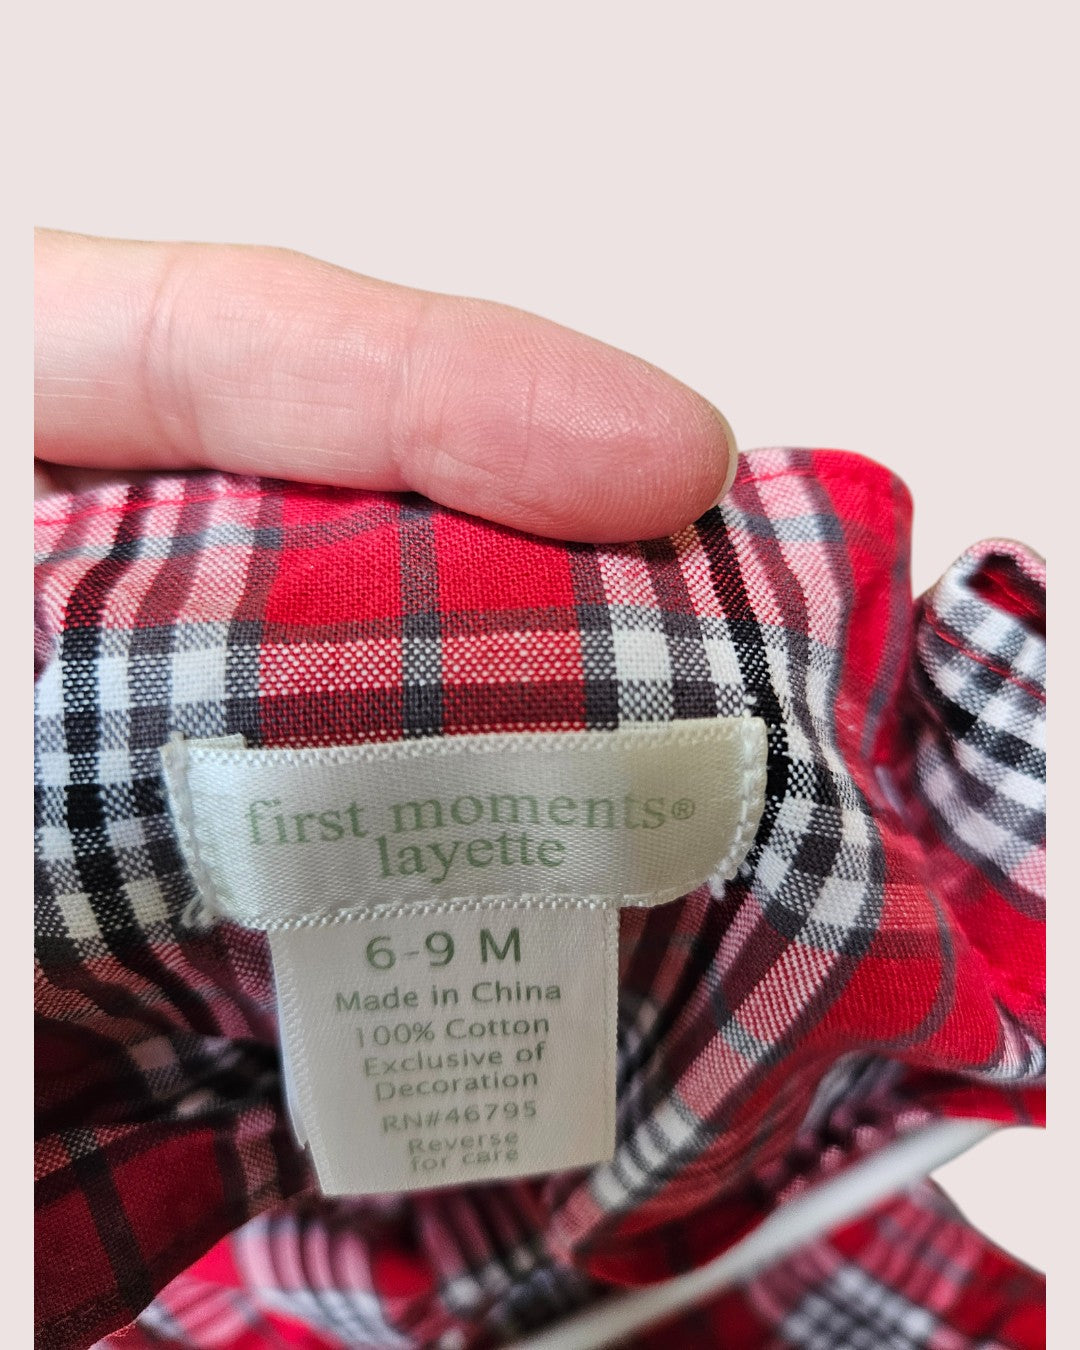 first moments®
layette
6-9 M
Made in China
100% Cotton
Exclusive of
Decoration
RN#46795
Reverse
for care